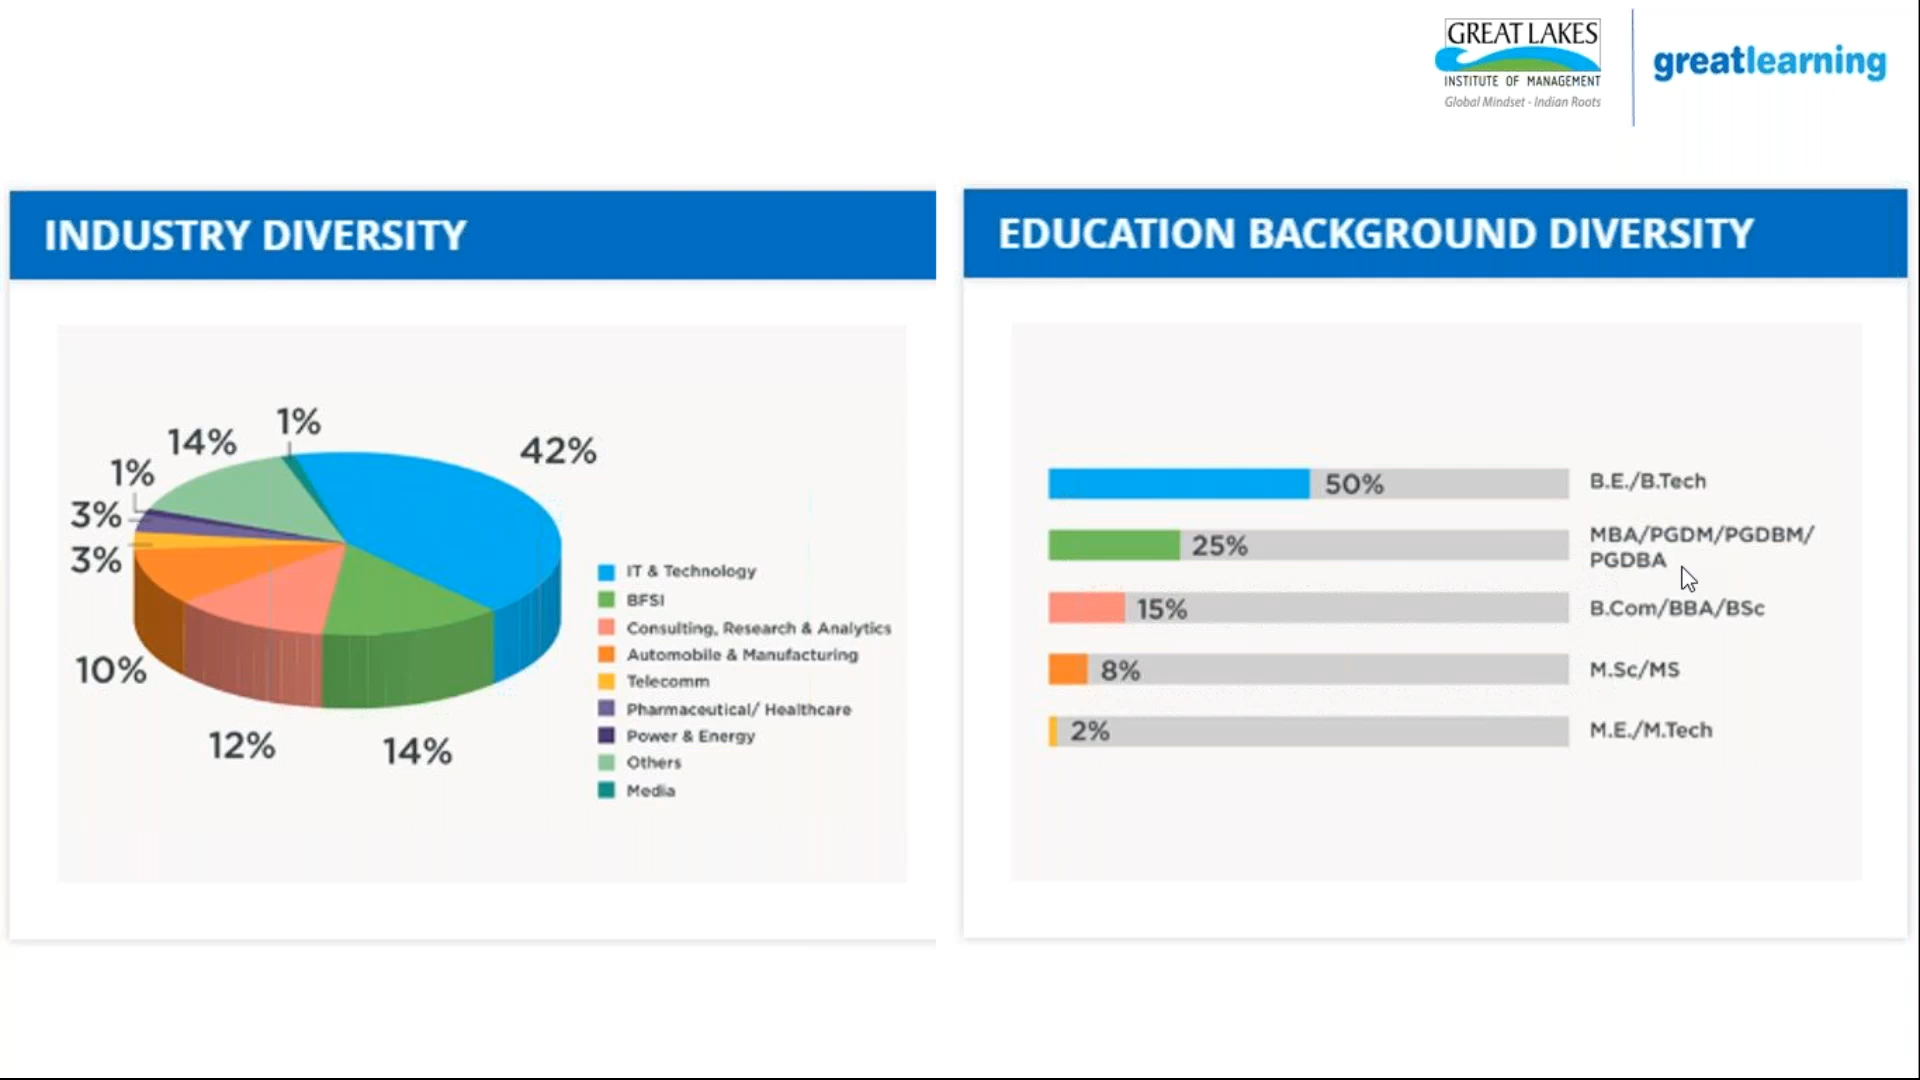 GREAT LAKES
INSTITUTE OF MANAGEMENT
Global Mindset - Indian Roots
greatlearning
INDUSTRY DIVERSITY
1%
14%
42%
1%
3%
3%
10%
12%
14%
IT & Technology
BFSI
Consulting, Research & Analytics
Automobile & Manufacturing
Telecomm
Pharmaceutical/ Healthcare
Power & Energy
Others
Media
EDUCATION BACKGROUND DIVERSITY
50%
B.E./B.Tech
25%
MBA/PGDM/PGDBM/
PGDBA
15%
B.Com/BBA/BSc
8%
M.Sc/MS
2%
M.E./M.Tech